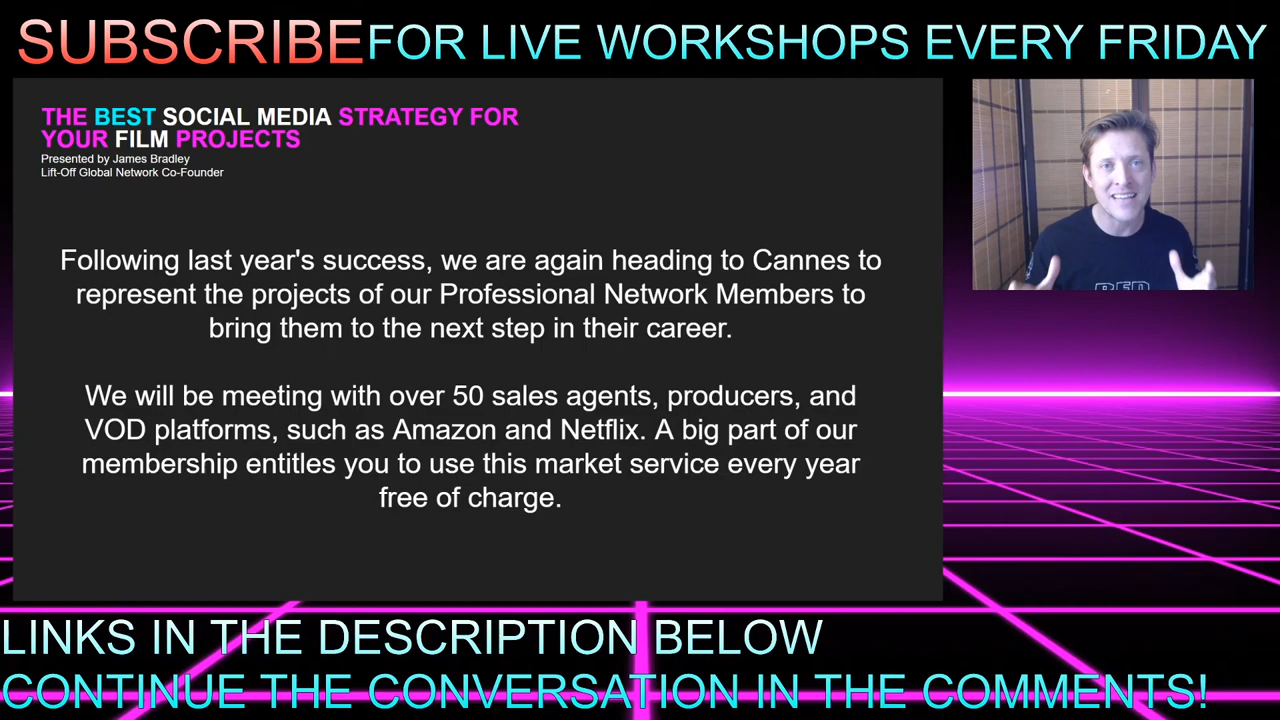 SUBSCRIBE FOR LIVE WORKSHOPS EVERY FRIDAY
THE BEST SOCIAL MEDIA STRATEGY FOR
YOUR FILM PROJECTS
Presented by James Bradley
Lift-Off Global Network Co-Founder
Following last year's success, we are again heading to Cannes to
represent the projects of our Professional Network Members to
bring them to the next step in their career.
We will be meeting with over 50 sales agents, producers, and
VOD platforms, such as Amazon and Netflix. A big part of our
membership entitles you to use this market service every year
free of charge.
LINKS IN THE DESCRIPTION BELOW
CONTINUE THE CONVERSATION IN THE COMMENTS!